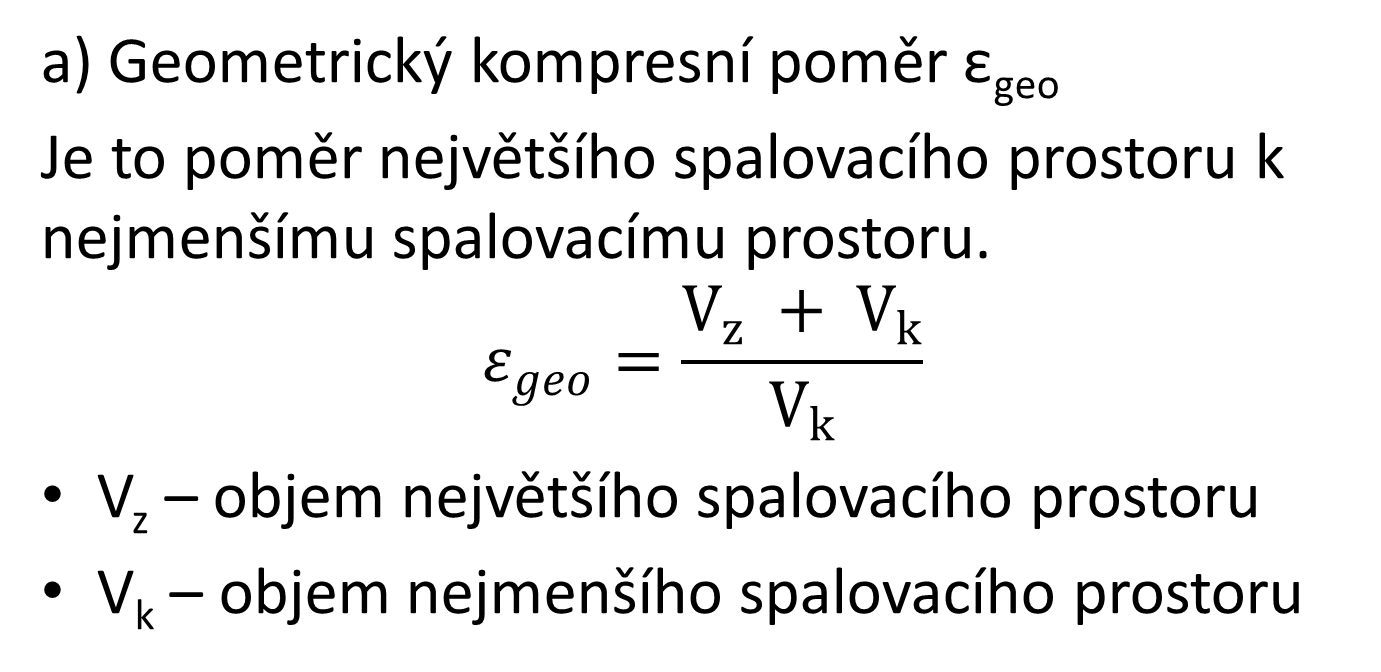 a) Geometrický kompresní poměr εgeo
Je to poměr největšího spalovacího prostoru k
nejmenšímu spalovacímu prostoru.
εgeo = (Vz + Vk) / Vk
• Vz – objem největšího spalovacího prostoru
• Vk – objem nejmenšího spalovacího prostoru